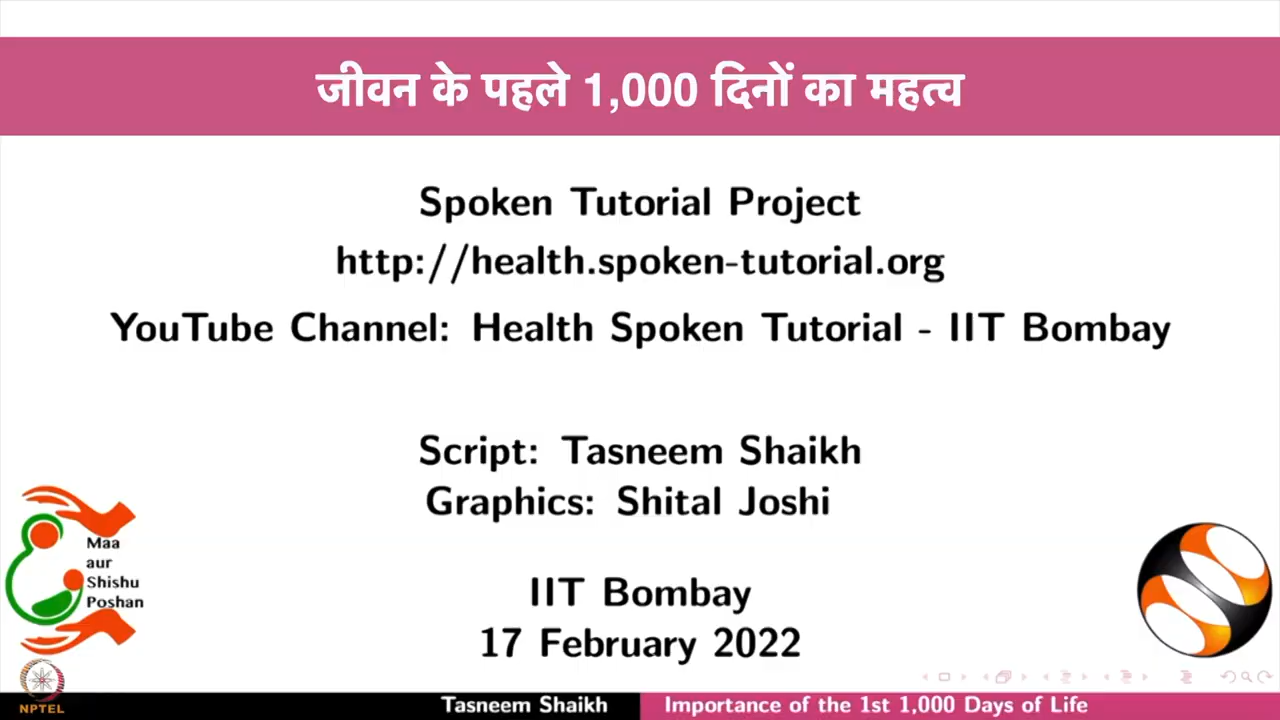 जीवन के पहले 1,000 दिनों का महत्व
Spoken Tutorial Project
http://health.spoken-tutorial.org
YouTube Channel: Health Spoken Tutorial - IIT Bombay
Script: Tasneem Shaikh
Graphics: Shital Joshi
Maa
aur
Shishu
Poshan
IIT Bombay
17 February 2022
NPTEL
Tasneem Shaikh
Importance of the 1st 1,000 Days of Life